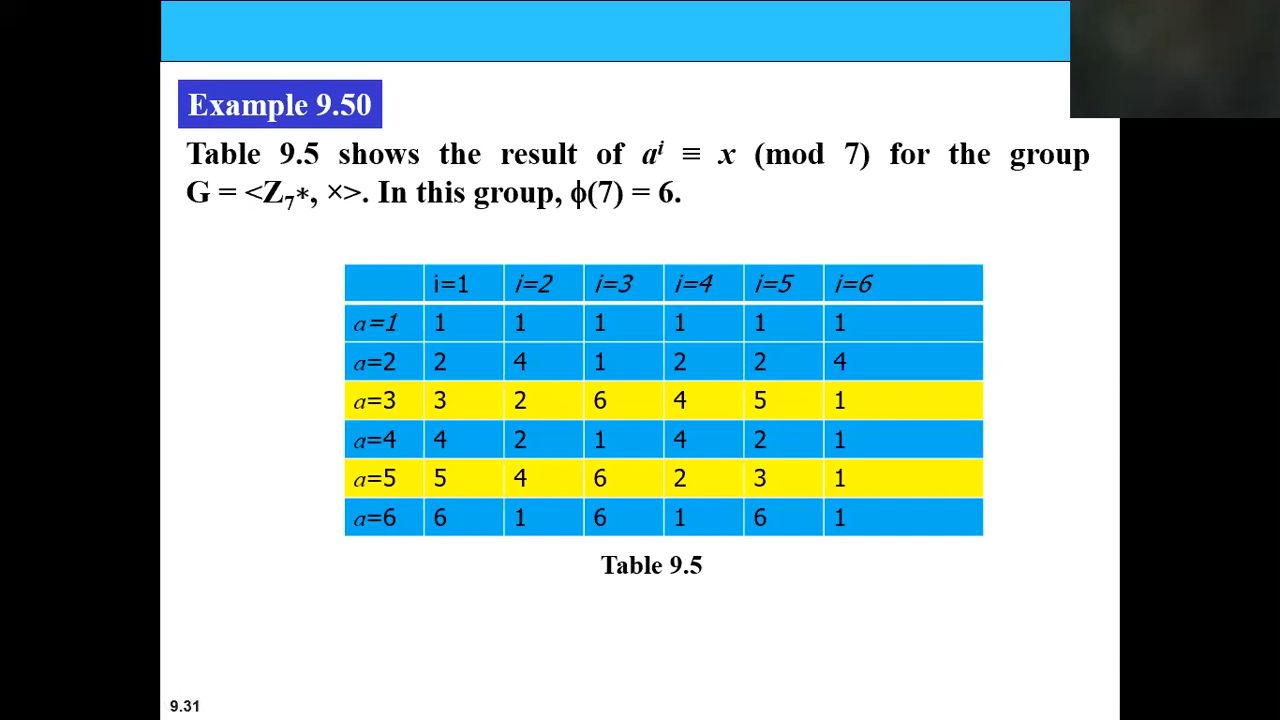 Example 9.50
Table 9.5 shows the result of aⁱ ≡ x (mod 7) for the group
G = <Z₇*, ×>. In this group, ϕ(7) = 6.
i=1 i=2 i=3 i=4 i=5 i=6
a=1 1 1 1 1 1 1
a=2 2 4 1 2 2 4
a=3 3 2 6 4 5 1
a=4 4 2 1 4 2 1
a=5 5 4 6 2 3 1
a=6 6 1 6 1 6 1
Table 9.5
9.31